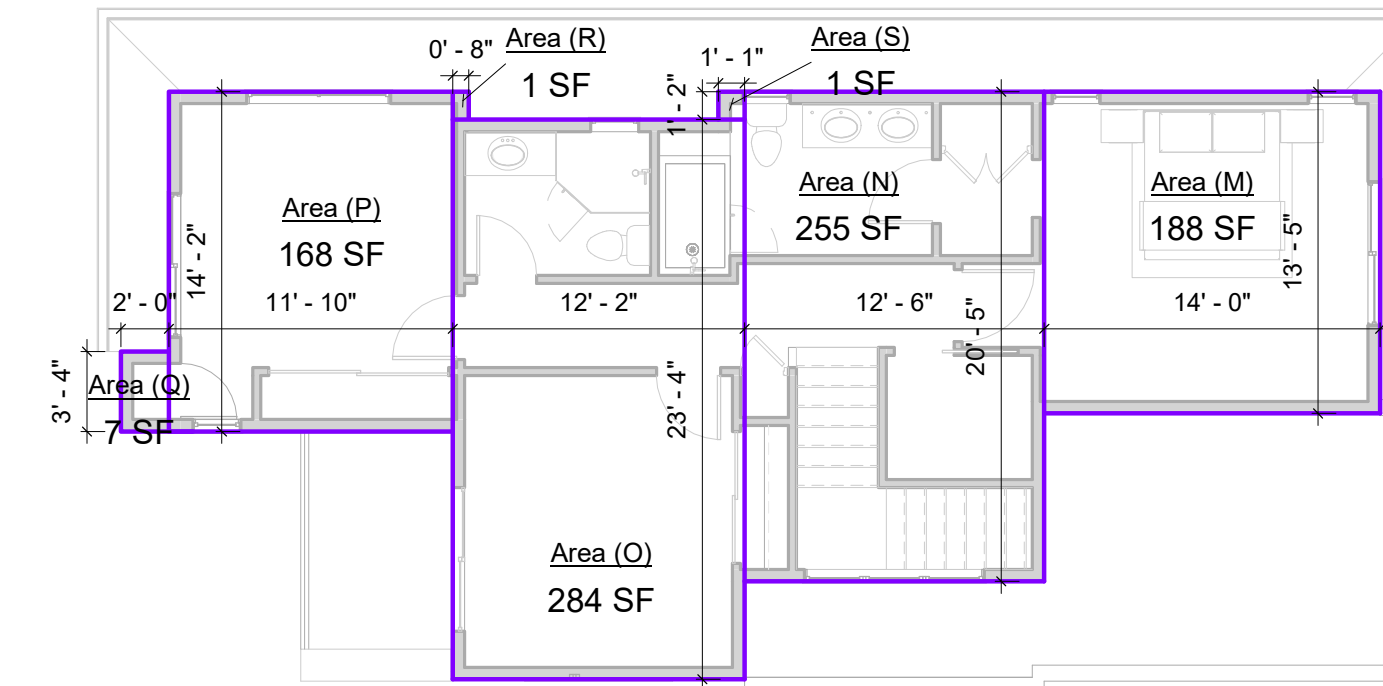 0' - 8"
Area (R)
1 SF
1' - 1"
Area (S)
1 SF
1' - 2"
Area (P)
168 SF
14' - 2"
Area (N)
255 SF
Area (M)
188 SF
13' - 5"
2' - 0"
11' - 10"
12' - 2"
12' - 6"
14' - 0"
20' - 5"
3' - 4"
Area (Q)
7 SF
23' - 4"
Area (O)
284 SF